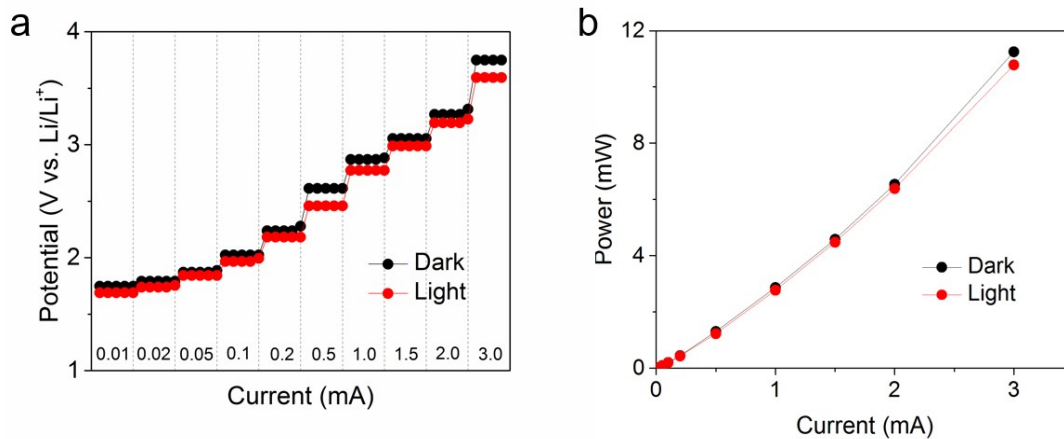 a
4
3
2
1
Potential (V vs. Li/Li⁺)
Dark
Light
0.01 0.02 0.05 0.1 0.2 0.5 1.0 1.5 2.0 3.0
Current (mA)
b
12
8
4
0
Power (mW)
Dark
Light
0 1 2 3
Current (mA)